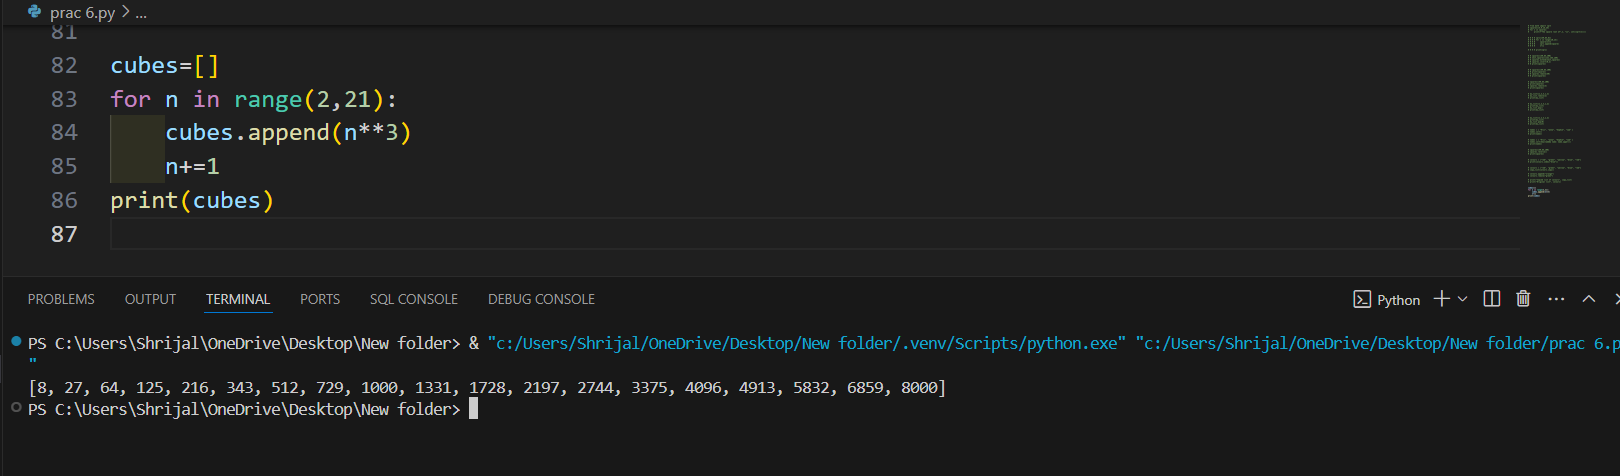 prac 6.py > ...
81
82 cubes=[]
83 for n in range(2,21):
84     cubes.append(n**3)
85     n+=1
86 print(cubes)
87
PROBLEMS OUTPUT TERMINAL PORTS SQL CONSOLE DEBUG CONSOLE Python
PS C:\Users\Shrijal\OneDrive\Desktop\New folder> & "c:/Users/Shrijal/OneDrive/Desktop/New folder/.venv/Scripts/python.exe" "c:/Users/Shrijal/OneDrive/Desktop/New folder/prac 6.p
"
[8, 27, 64, 125, 216, 343, 512, 729, 1000, 1331, 1728, 2197, 2744, 3375, 4096, 4913, 5832, 6859, 8000]
PS C:\Users\Shrijal\OneDrive\Desktop\New folder>